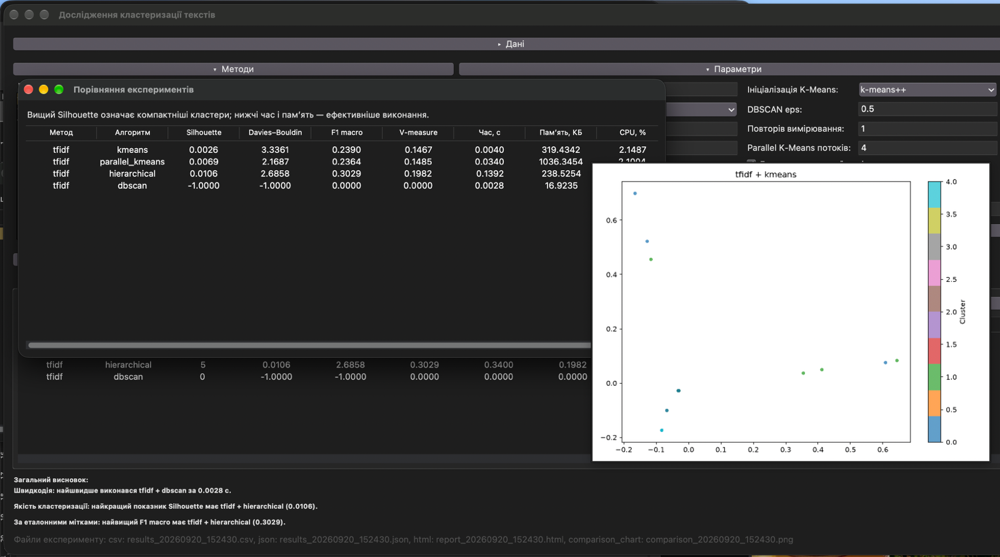 Дослідження кластеризації текстів
▸ Дані
▾ Методи
▾ Параметри
Порівняння експериментів
Ініціалізація K-Means: k-means++
DBSCAN eps: 0.5
Повторів вимірювання: 1
Parallel K-Means потоків: 4
Вищий Silhouette означає компактніші кластери; нижчі час і пам’ять — ефективніше виконання.
Метод Алгоритм Silhouette Davies–Bouldin F1 macro V-measure Час, с Пам’ять, КБ CPU, %
tfidf kmeans 0.0026 3.3361 0.2390 0.1467 0.0040 319.4342 2.1487
tfidf parallel_kmeans 0.0069 2.1687 0.2364 0.1485 0.0340 1036.3454
tfidf hierarchical 0.0106 2.6858 0.3029 0.1982 0.1392 238.5254
tfidf dbscan -1.0000 -1.0000 0.0000 0.0000 0.0028 16.9235
tfidf + kmeans
0.6
0.4
0.2
0.0
−0.2
−0.2 −0.1 0.0 0.1 0.2 0.3 0.4 0.5 0.6
4.0
3.5
3.0
2.5
2.0
1.5
1.0
0.5
0.0
Cluster
tfidf hierarchical 5 0.0106 2.6858 0.3029 0.3400 0.1982
tfidf dbscan 0 -1.0000 -1.0000 0.0000 0.0000 0.0000
Загальний висновок:
Швидкодія: найшвидше виконався tfidf + dbscan за 0.0028 с.
Якість кластеризації: найкращий показник Silhouette має tfidf + hierarchical (0.0106).
За еталонними мітками: найвищий F1 macro має tfidf + hierarchical (0.3029).
Файли експерименту: csv: results_20260920_152430.csv, json: results_20260920_152430.json, html: report_20260920_152430.html, comparison_chart: comparison_20260920_152430.png